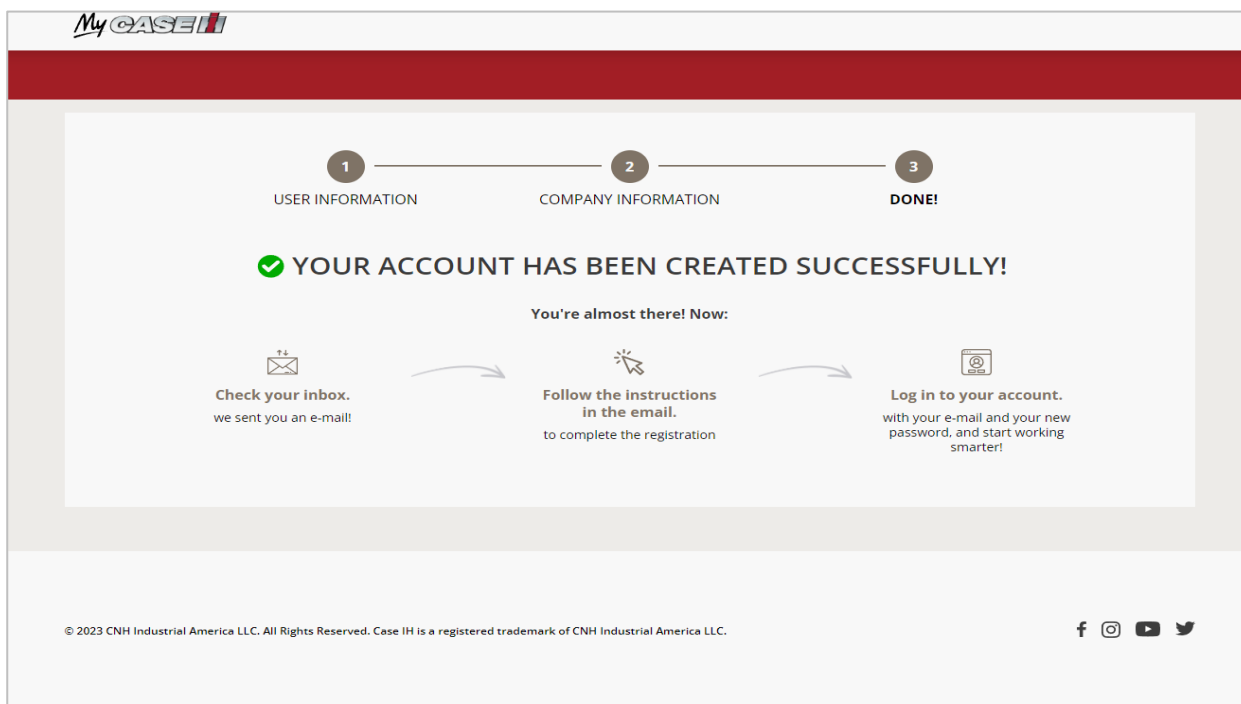 My CASE IH
1 2 3
USER INFORMATION COMPANY INFORMATION DONE!
YOUR ACCOUNT HAS BEEN CREATED SUCCESSFULLY!
You're almost there! Now:
Check your inbox.
we sent you an e-mail!
Follow the instructions
in the email.
to complete the registration
Log in to your account.
with your e-mail and your new
password, and start working
smarter!
© 2023 CNH Industrial America LLC. All Rights Reserved. Case IH is a registered trademark of CNH Industrial America LLC.